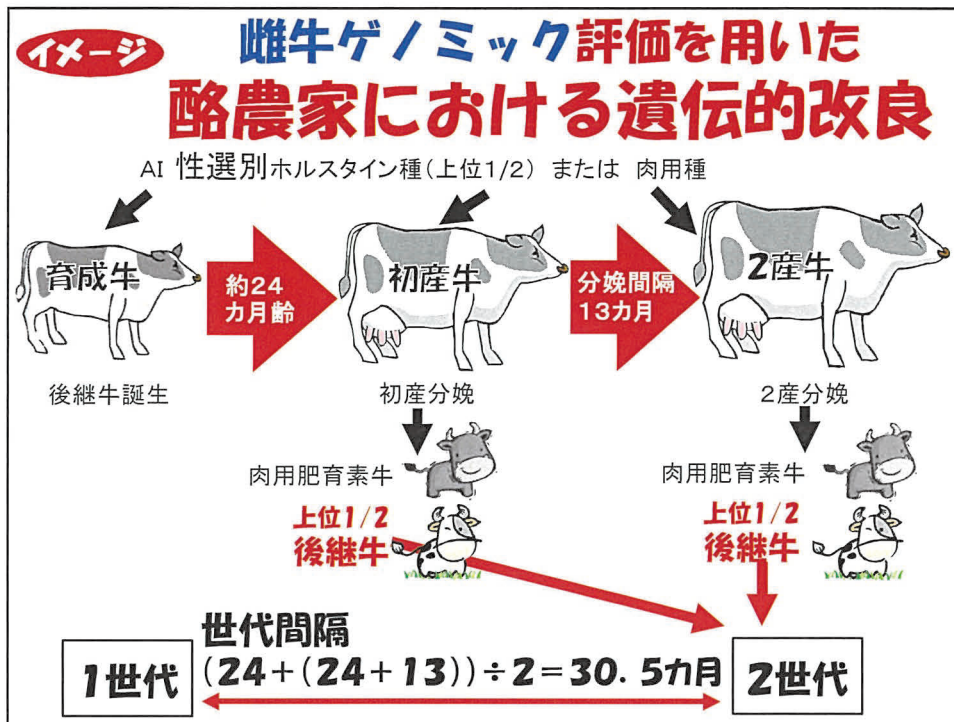 イメージ
雌牛ゲノミック評価を用いた
酪農家における遺伝的改良
AI 性選別ホルスタイン種(上位1/2) または 肉用種
育成牛
約24
カ月齢
初産牛
分娩間隔
13カ月
2産牛
後継牛誕生
初産分娩
2産分娩
肉用肥育素牛
肉用肥育素牛
上位1/2
後継牛
上位1/2
後継牛
世代間隔
1世代
(24+(24+13))÷2=30.5カ月
2世代